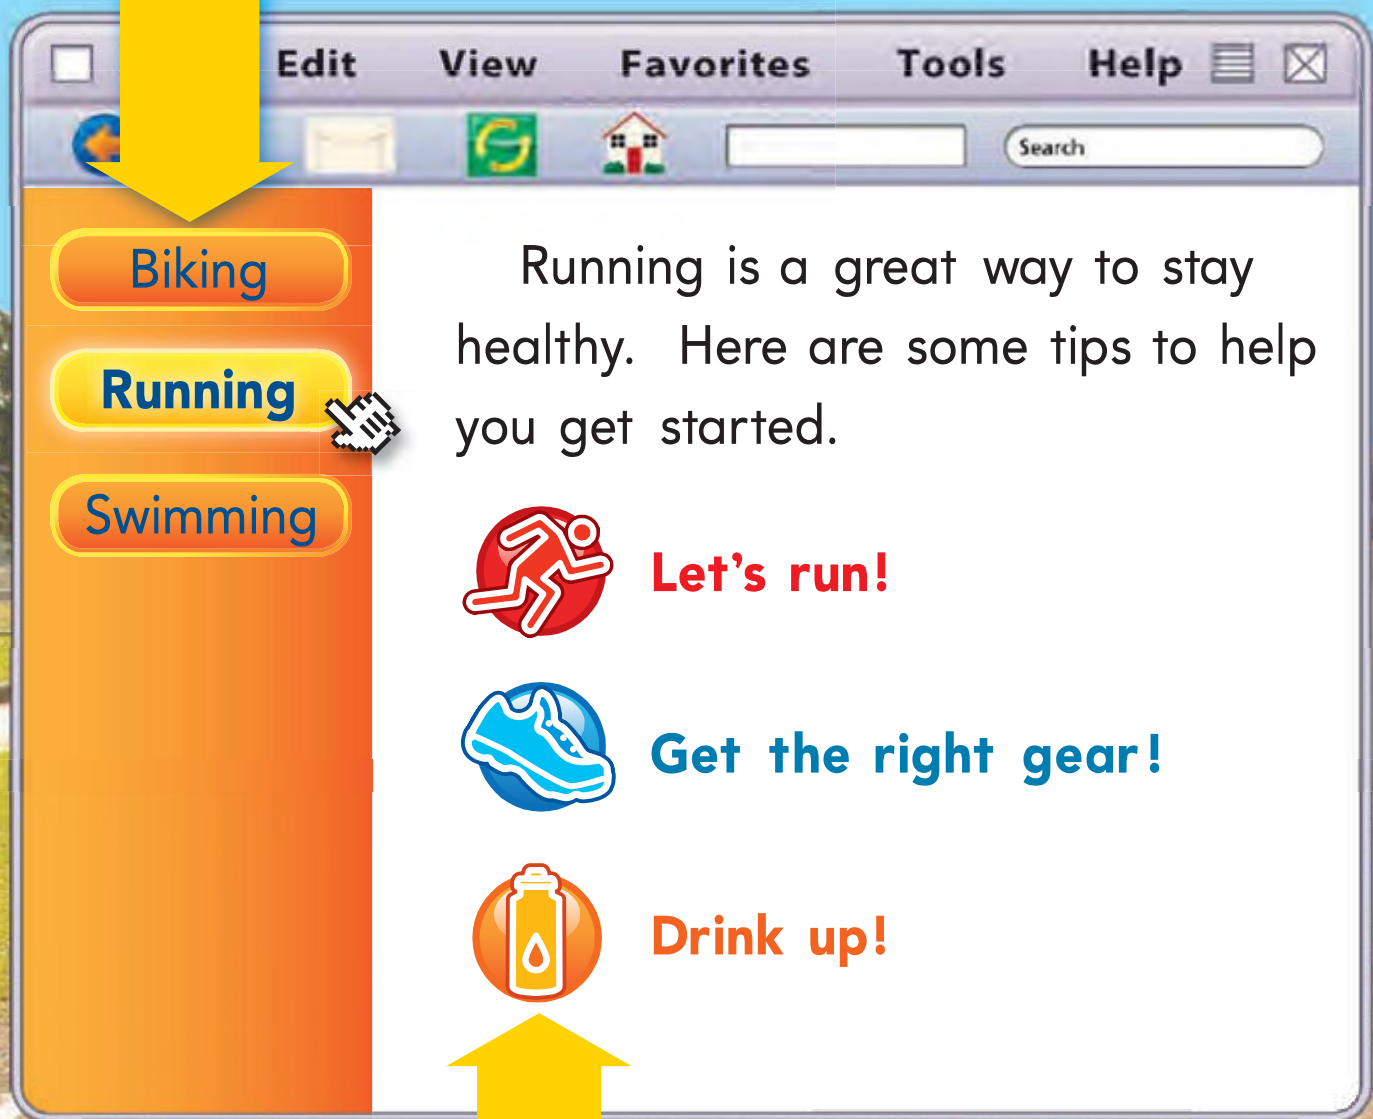 Edit View Favorites Tools Help
Search
Biking
Running
Swimming
Running is a great way to stay
healthy. Here are some tips to help
you get started.
Let's run!
Get the right gear!
Drink up!